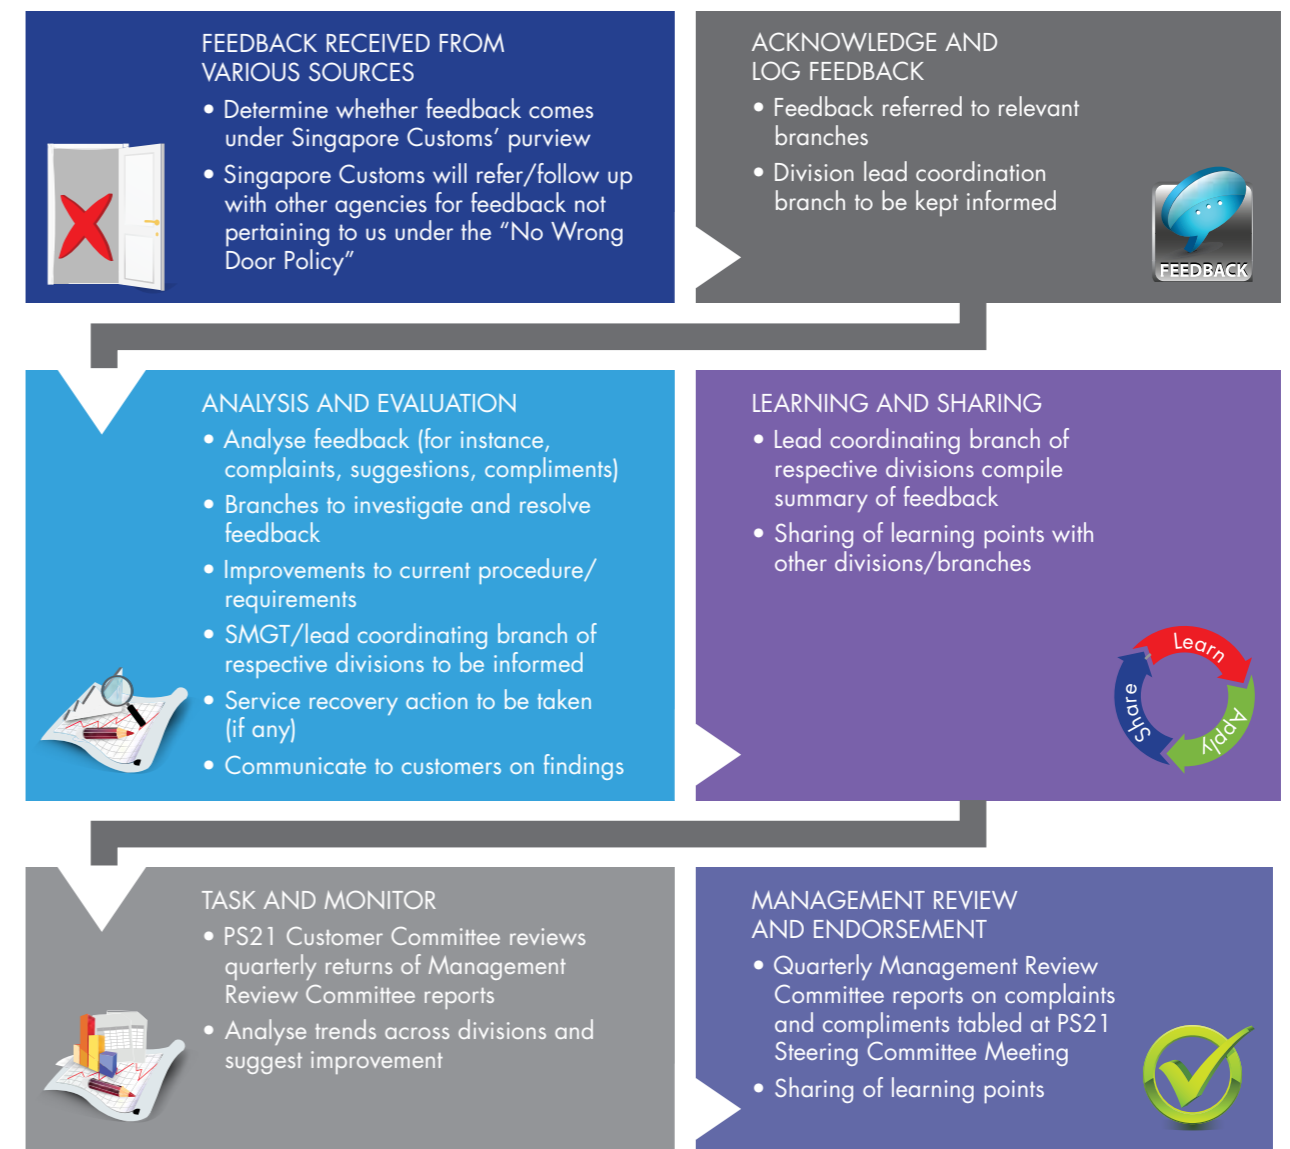 FEEDBACK RECEIVED FROM
VARIOUS SOURCES
• Determine whether feedback comes
under Singapore Customs’ purview
• Singapore Customs will refer/follow up
with other agencies for feedback not
pertaining to us under the “No Wrong
Door Policy”
ACKNOWLEDGE AND
LOG FEEDBACK
• Feedback referred to relevant
branches
• Division lead coordination
branch to be kept informed
FEEDBACK
ANALYSIS AND EVALUATION
• Analyse feedback (for instance,
complaints, suggestions, compliments)
• Branches to investigate and resolve
feedback
• Improvements to current procedure/
requirements
• SMGT/lead coordinating branch of
respective divisions to be informed
• Service recovery action to be taken
(if any)
• Communicate to customers on findings
LEARNING AND SHARING
• Lead coordinating branch of
respective divisions compile
summary of feedback
• Sharing of learning points with
other divisions/branches
Learn
Apply
Share
TASK AND MONITOR
• PS21 Customer Committee reviews
quarterly returns of Management
Review Committee reports
• Analyse trends across divisions and
suggest improvement
MANAGEMENT REVIEW
AND ENDORSEMENT
• Quarterly Management Review
Committee reports on complaints
and compliments tabled at PS21
Steering Committee Meeting
• Sharing of learning points